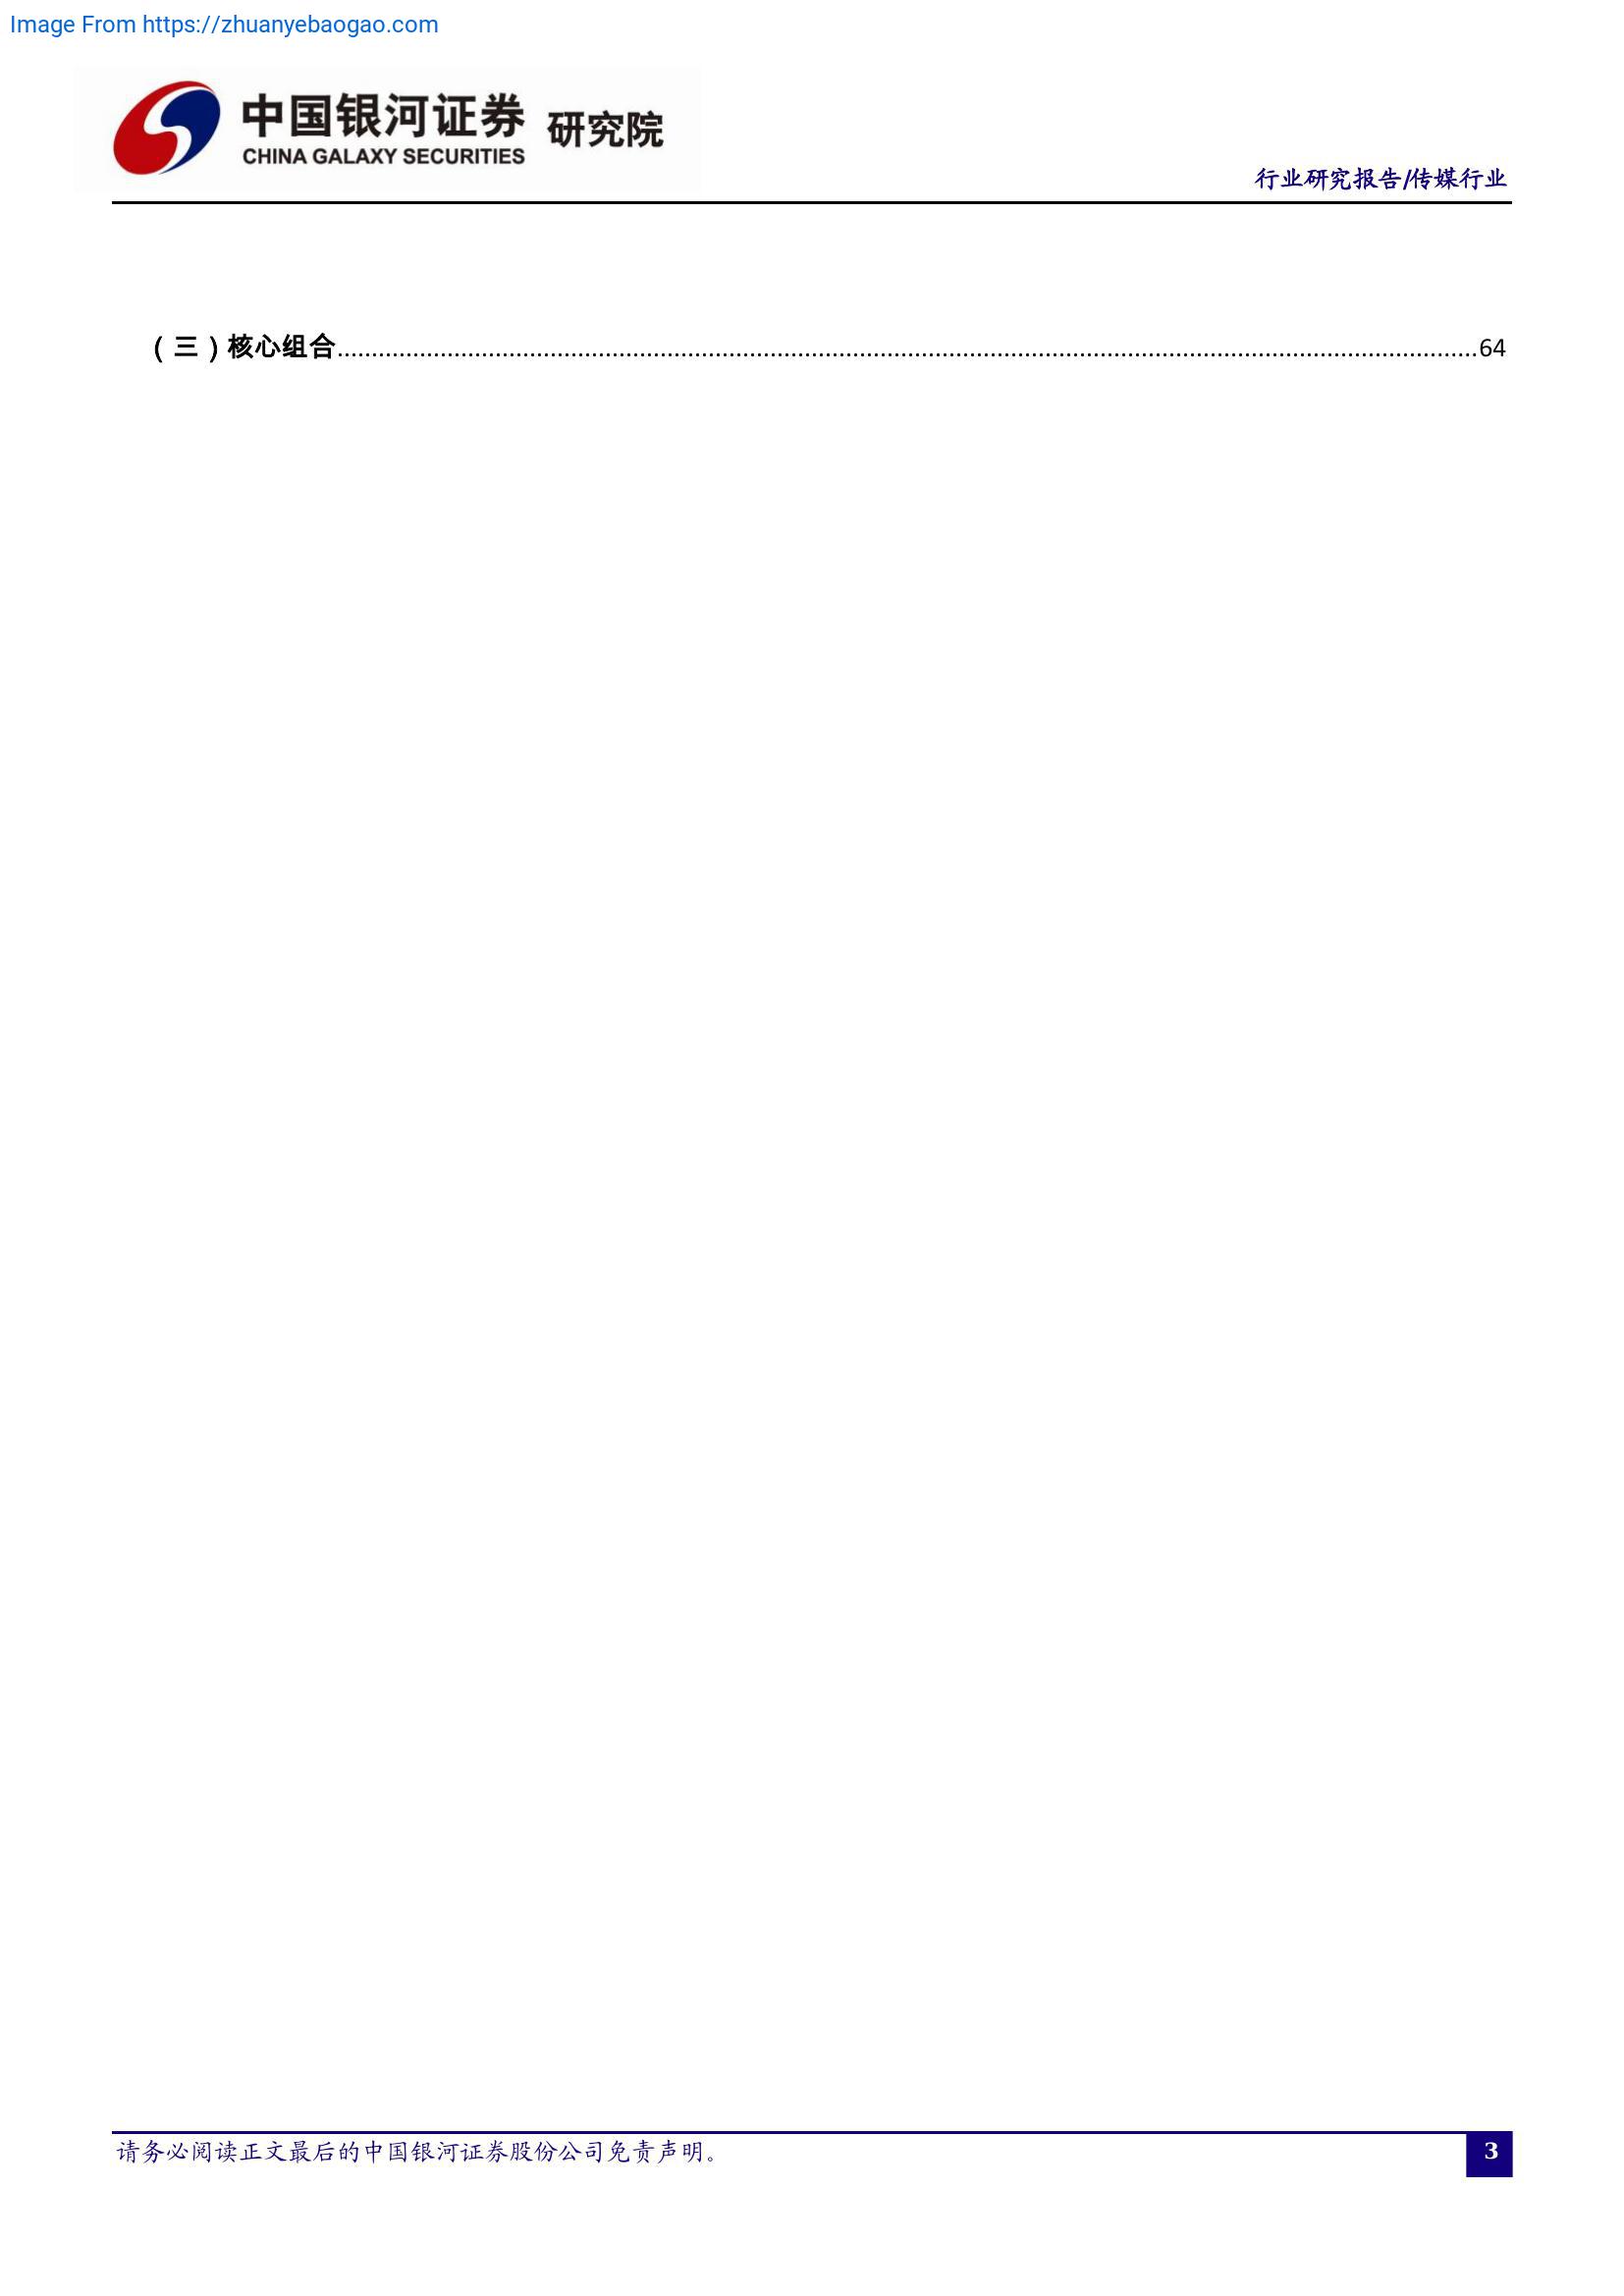 Image From https://zhuanyebaogao.com
中国银河证券 研究院
CHINA GALAXY SECURITIES
行业研究报告/传媒行业
（三）核心组合........................................................................................................................................................................64
请务必阅读正文最后的中国银河证券股份公司免责声明。
3